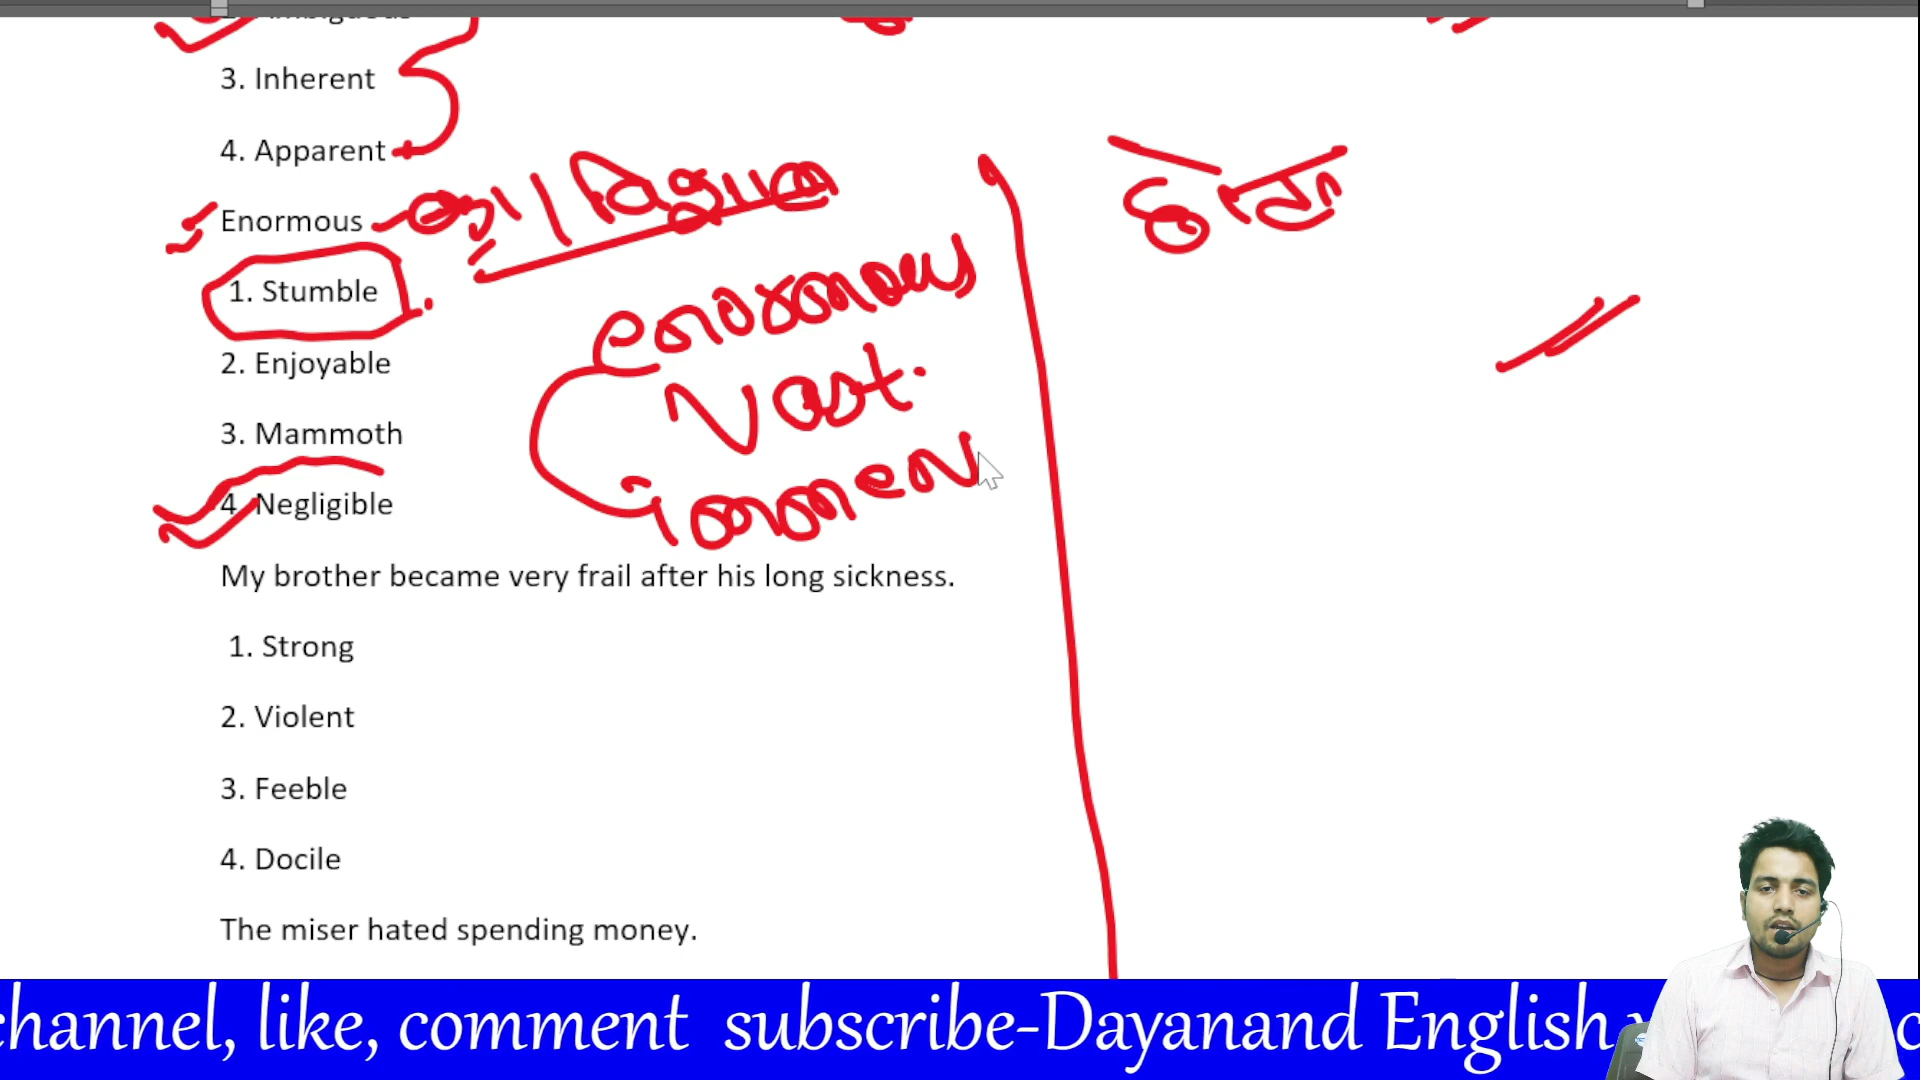 3. Inherent
4. Apparent
Enormous
1. Stumble
enormous
2. Enjoyable
Vast.
3. Mammoth
immen
4. Negligible
My brother became very frail after his long sickness.
1. Strong
2. Violent
3. Feeble
4. Docile
The miser hated spending money.
channel, like, comment subscribe-Dayanand English